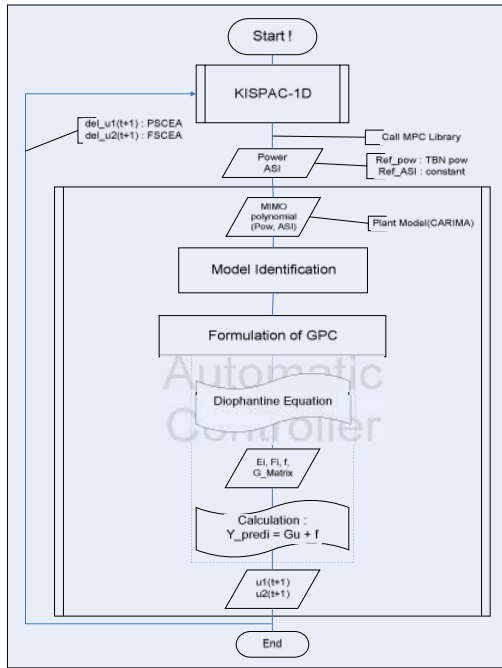 Start !
KISPAC-1D
del_u1(t+1) : PSCEA
del_u2(t+1) : FSCEA
Call MPC Library
Power
ASI
Ref_pow : TBN pow
Ref_ASI : constant
MIMO
polynomial
(Pow, ASI)
Plant Model(CARIMA)
Model Identification
Formulation of GPC
Automatic
Diophantine Equation
Controller
Ei, Fi, f,
G_Matrix
Calculation :
Y_predi = Gu + f
u1(t+1)
u2(t+1)
End